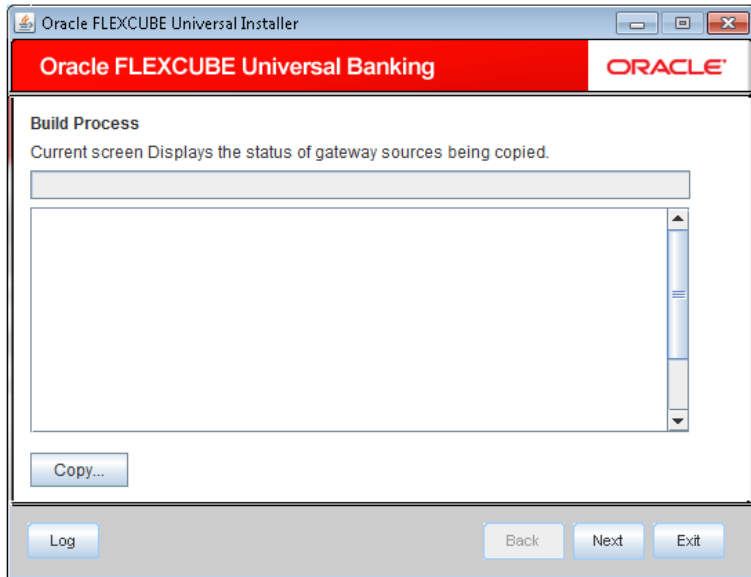 Oracle FLEXCUBE Universal Installer
Oracle FLEXCUBE Universal Banking
ORACLE
Build Process
Current screen Displays the status of gateway sources being copied.
Copy...
Log
Back
Next
Exit